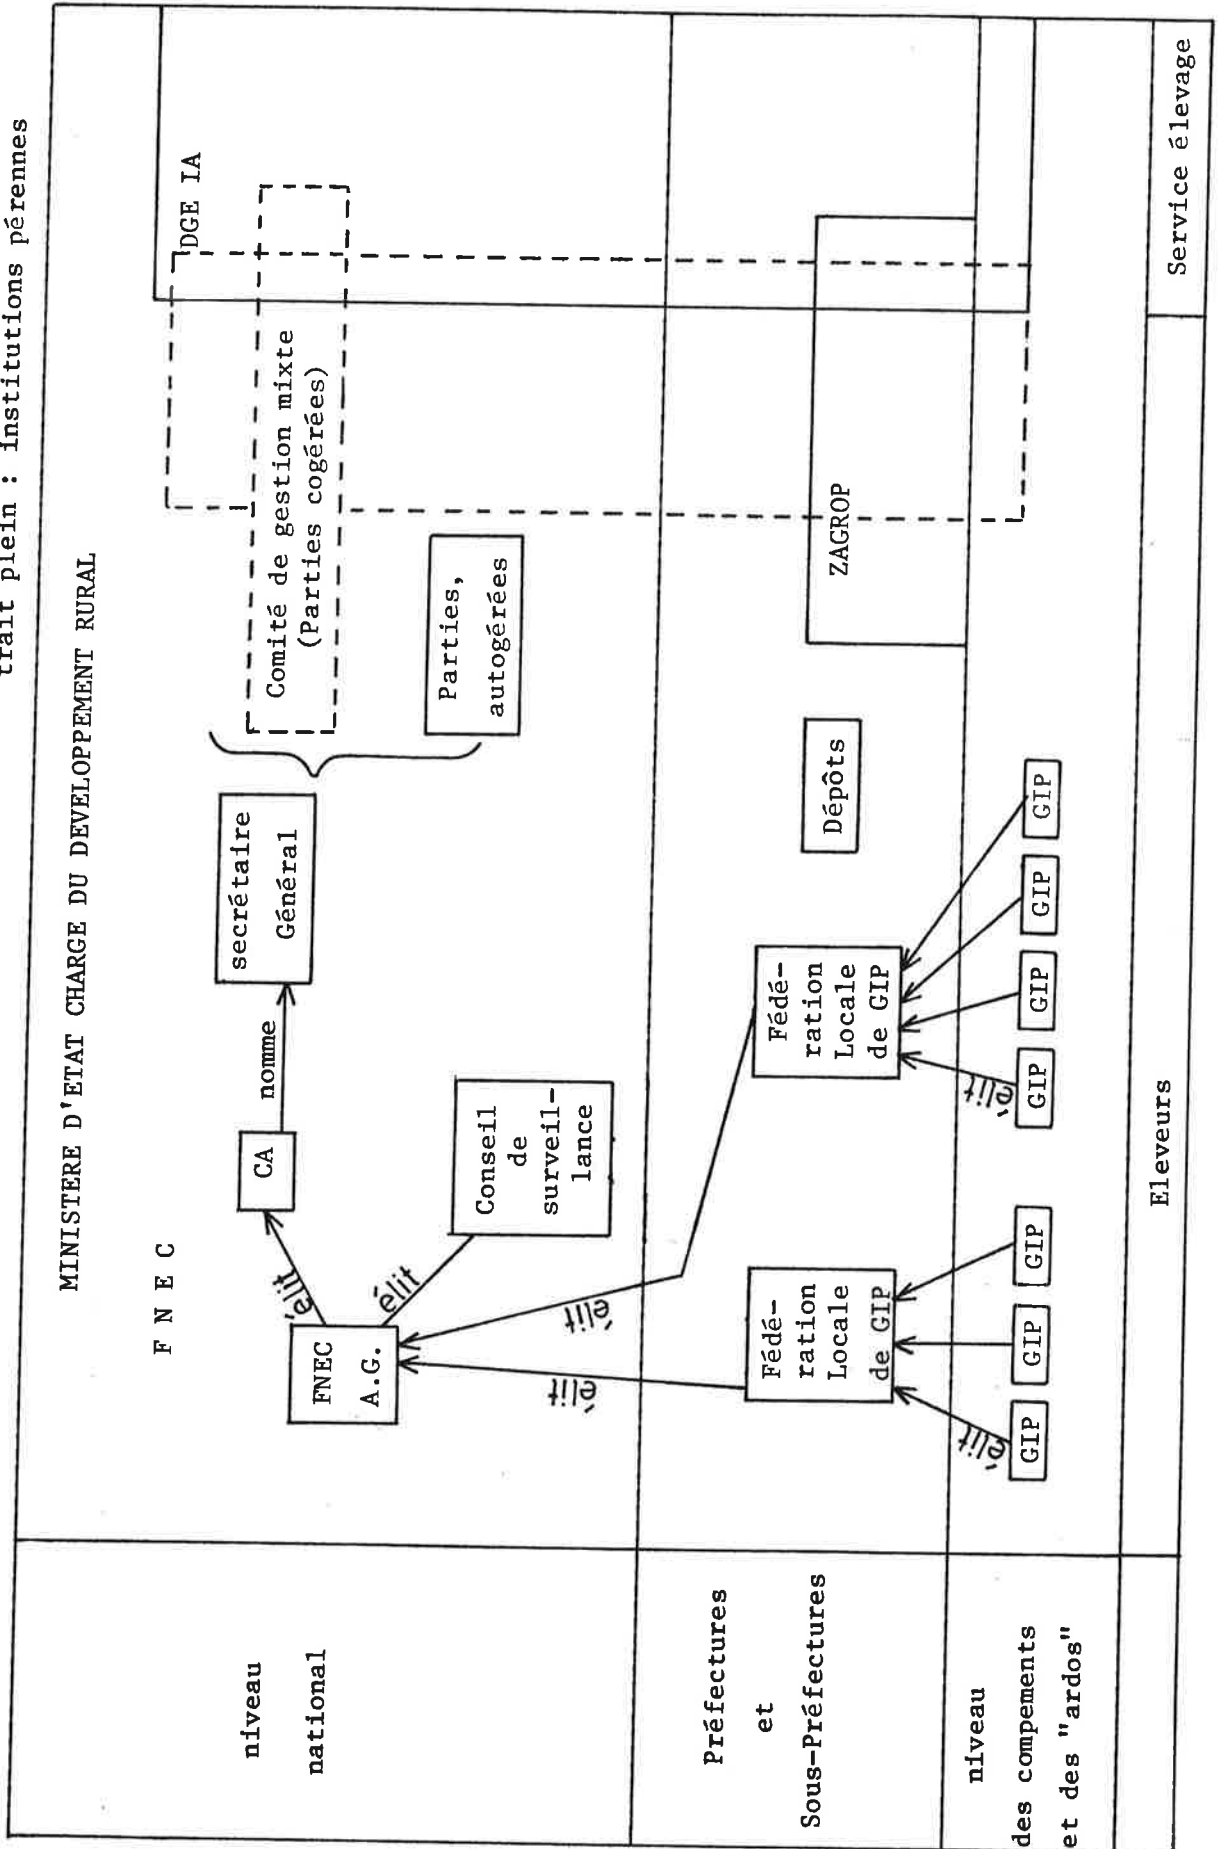 trait plein : institutions pérennes
MINISTERE D'ETAT CHARGE DU DEVELOPPEMENT RURAL
F N E C
DGE IA
niveau
national
FNEC
A.G.
élit
CA
nomme
secrétaire
Général
élit
Conseil
de
surveil-
lance
Comité de gestion mixte
(Parties cogérées)
Parties,
autogérées
élit
élit
Préfectures
et
Sous-Préfectures
Fédé-
ration
Locale
de GIP
Fédé-
ration
Locale
de GIP
Dépôts
ZAGROP
niveau
des compements
et des "ardos"
élit
GIP
GIP
GIP
élit
GIP
GIP
GIP
GIP
Eleveurs
Service élevage